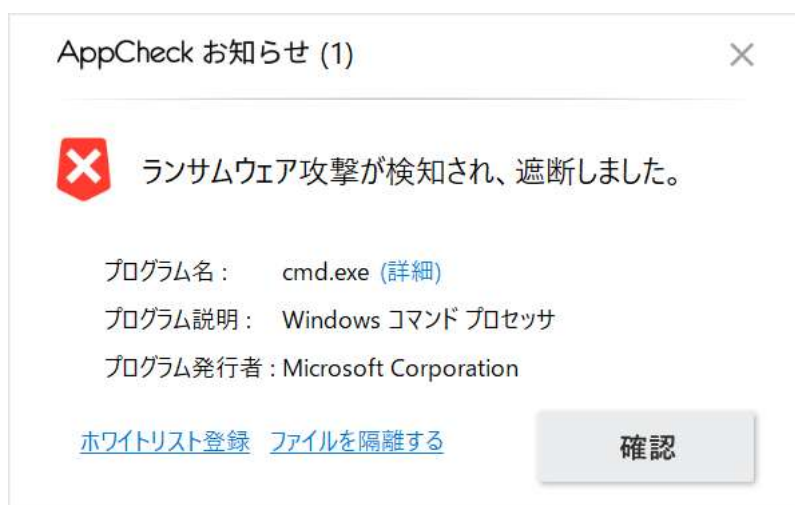 AppCheck お知らせ (1)
ランサムウェア攻撃が検知され、遮断しました。
プログラム名 : cmd.exe (詳細)
プログラム説明 : Windows コマンド プロセッサ
プログラム発行者 : Microsoft Corporation
ホワイトリスト登録 ファイルを隔離する 確認